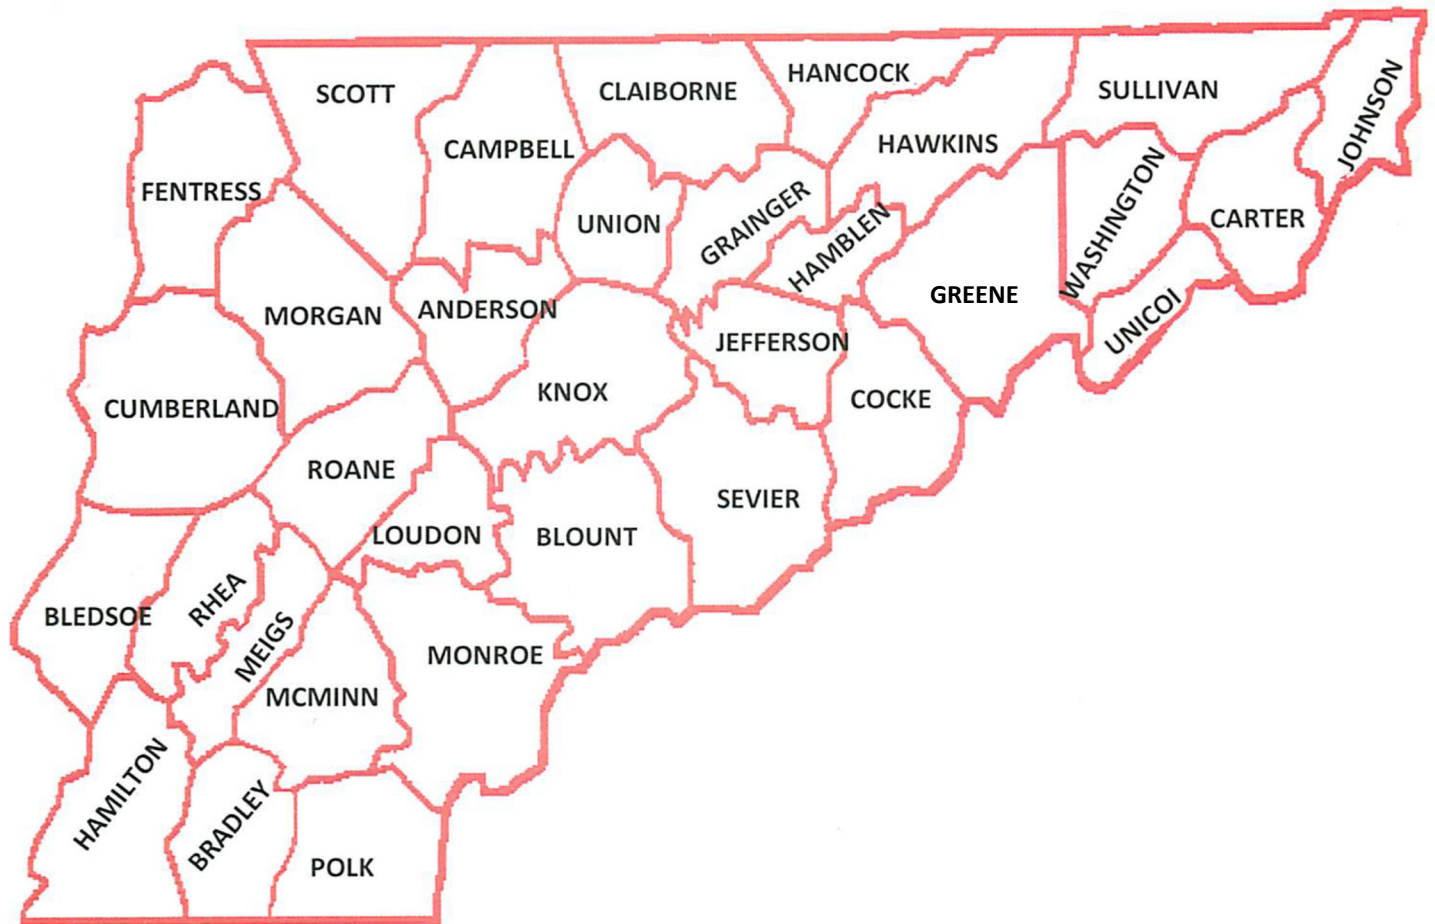 SCOTT
CLAIBORNE
HANCOCK
SULLIVAN
JOHNSON
CAMPBELL
HAWKINS
FENTRESS
UNION
GRAINGER
HAMBLEN
WASHINGTON
CARTER
MORGAN
ANDERSON
GREENE
UNICOI
JEFFERSON
CUMBERLAND
KNOX
COCKE
ROANE
SEVIER
LOUDON
BLOUNT
BLEDSOE
RHEA
MEIGS
MONROE
MCMINN
HAMILTON
BRADLEY
POLK